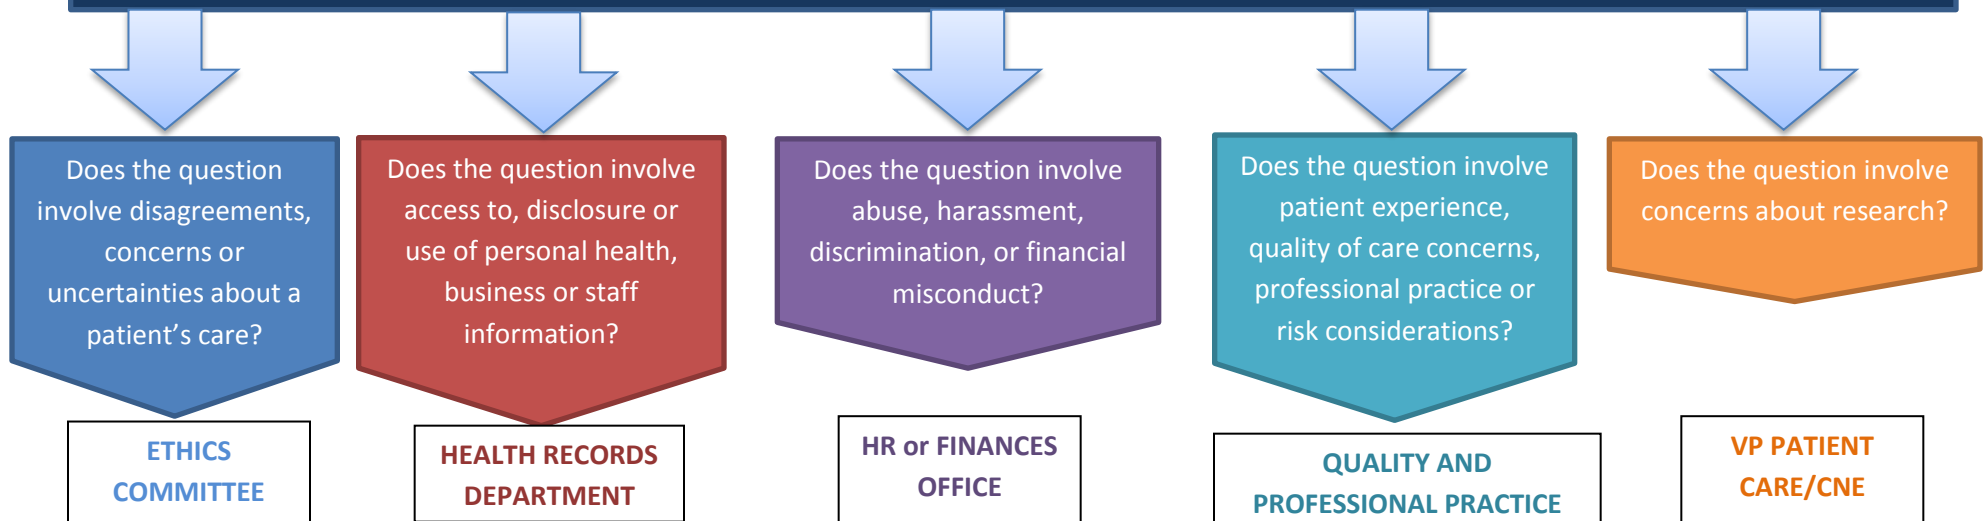 Does the question
involve disagreements,
concerns or
uncertainties about a
patient’s care?
ETHICS
COMMITTEE
Does the question involve
access to, disclosure or
use of personal health,
business or staff
information?
HEALTH RECORDS
DEPARTMENT
Does the question involve
abuse, harassment,
discrimination, or financial
misconduct?
HR or FINANCES
OFFICE
Does the question involve
patient experience,
quality of care concerns,
professional practice or
risk considerations?
QUALITY AND
PROFESSIONAL PRACTICE
Does the question involve
concerns about research?
VP PATIENT
CARE/CNE